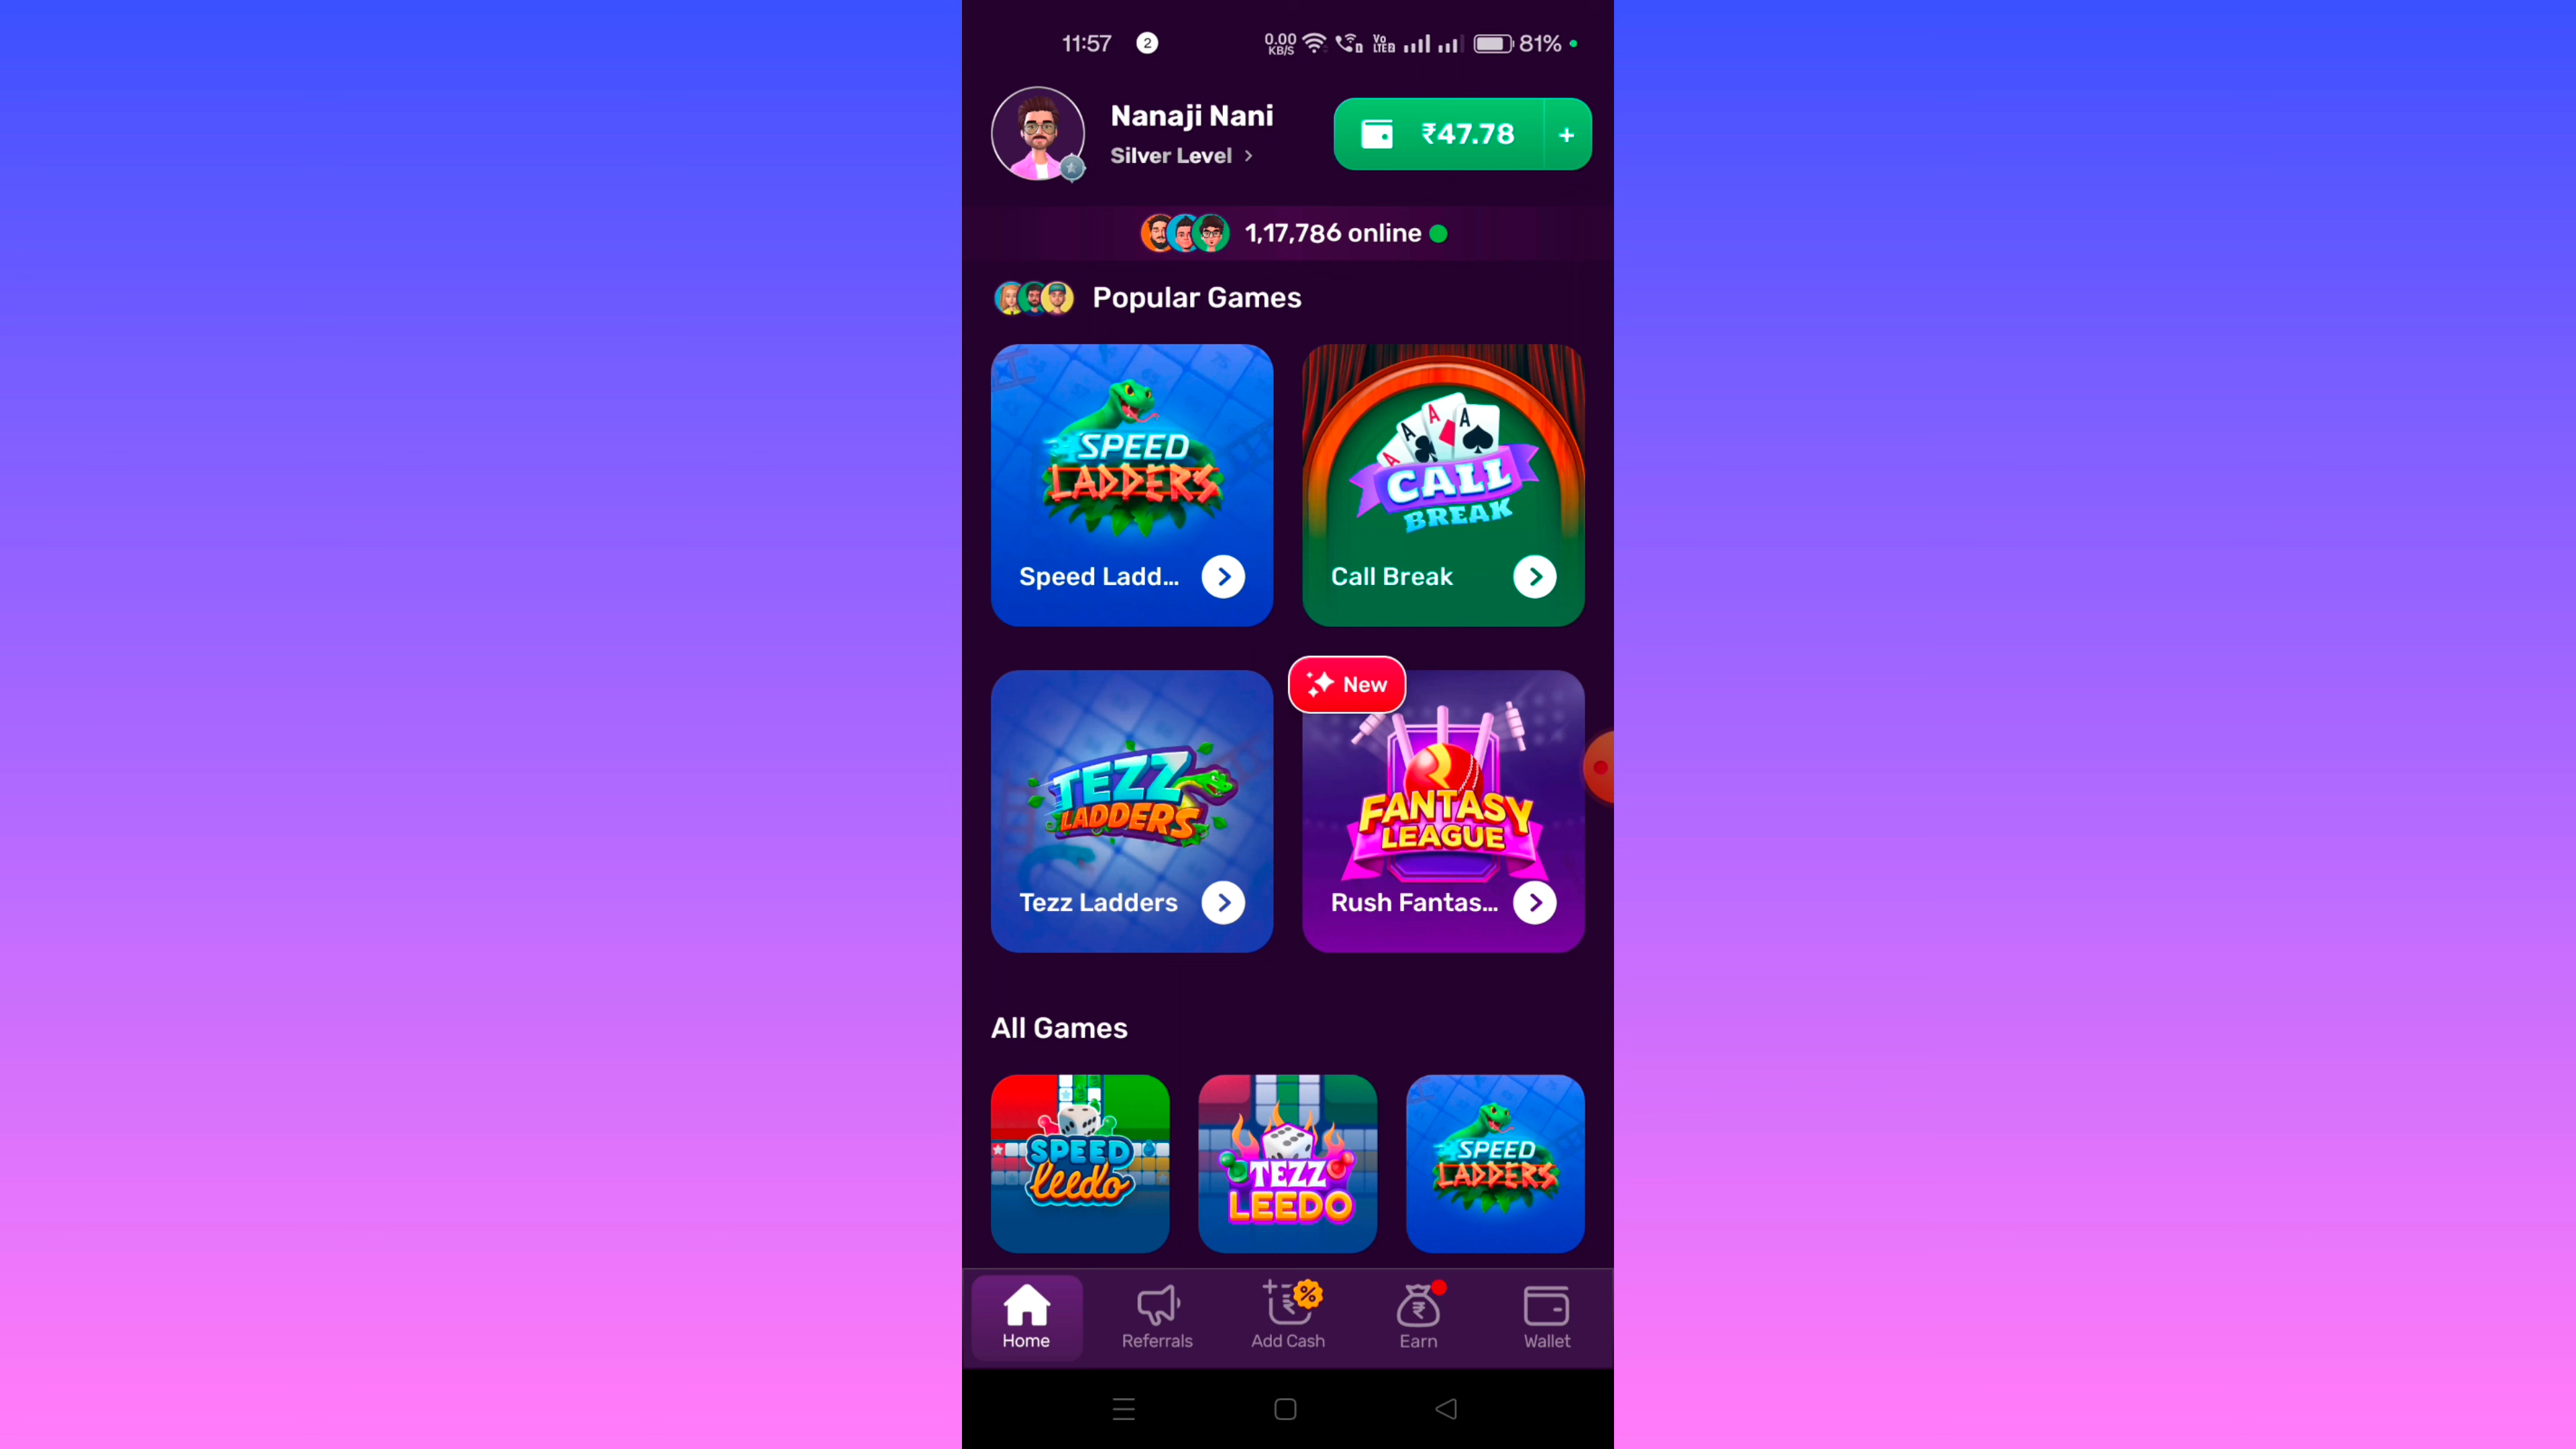 11:57 2 0.00 KB/S Vo LTE 81%
Nanaji Nani
Silver Level
₹47.78 +
1,17,786 online
Popular Games
SPEED
LADDERS
Speed Ladd...
CALL
BREAK
Call Break
TEZZ
LADDERS
Tezz Ladders
New
FANTASY
LEAGUE
Rush Fantas...
All Games
SPEED
leedo
TEZZ
LEEDO
SPEED
LADDERS
Home
Referrals
Add Cash
Earn
Wallet